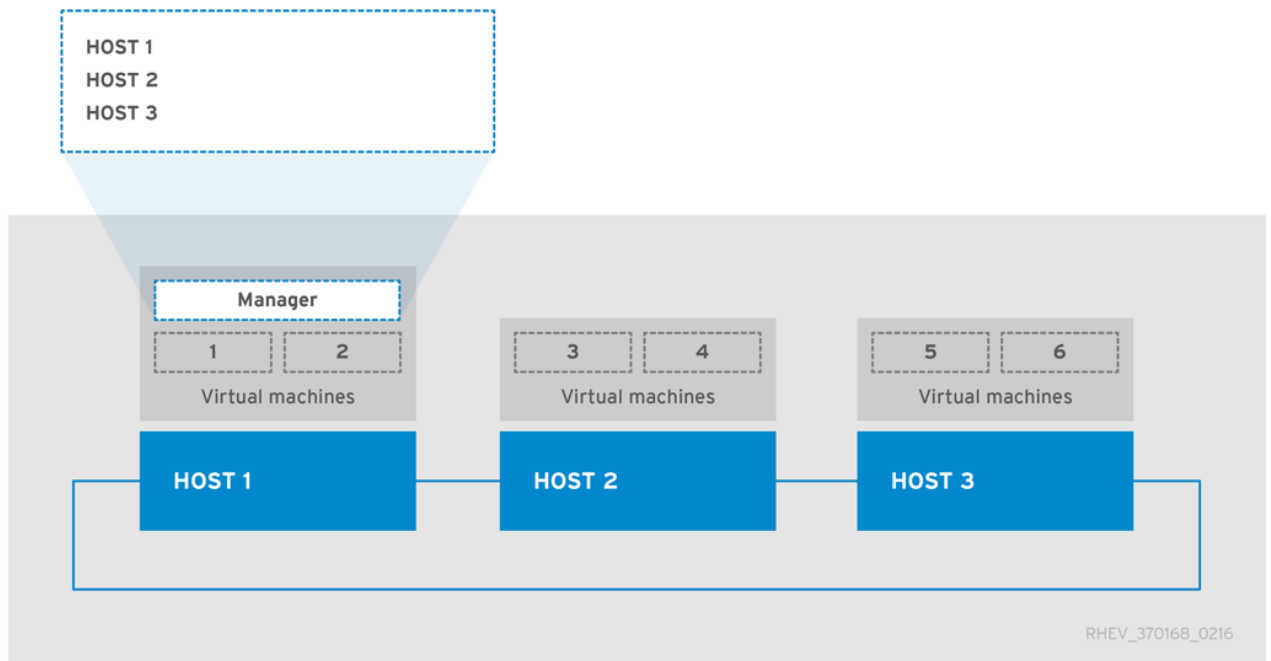 HOST 1
HOST 2
HOST 3
Manager
1 2
Virtual machines
3 4
Virtual machines
5 6
Virtual machines
HOST 1
HOST 2
HOST 3
RHEV_370168_0216